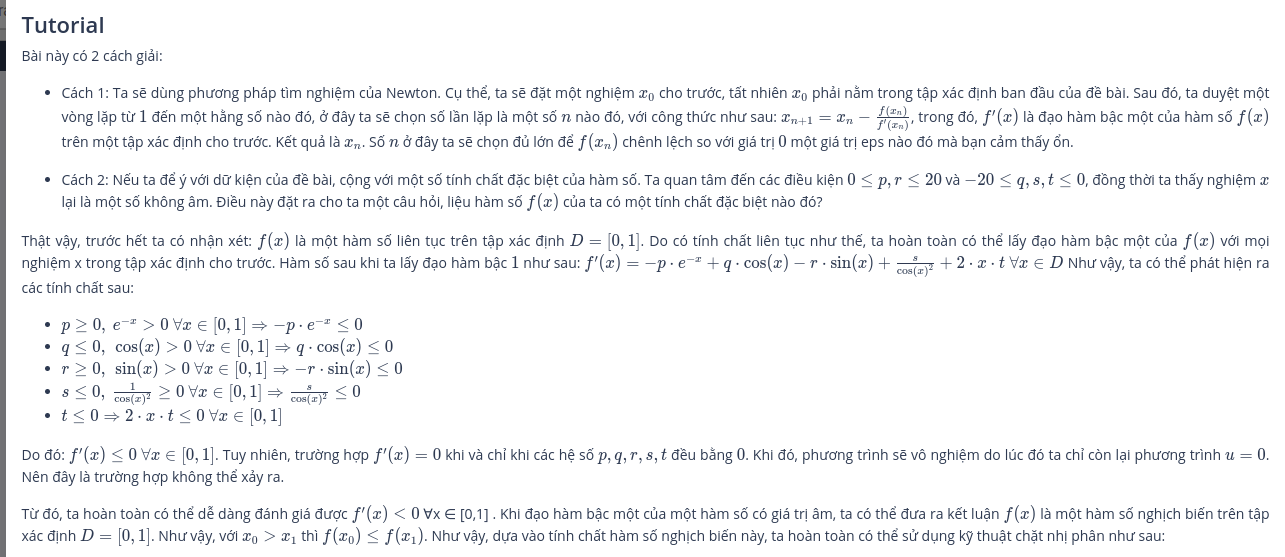 Tutorial
Bài này có 2 cách giải:
• Cách 1: Ta sẽ dùng phương pháp tìm nghiệm của Newton. Cụ thể, ta sẽ đặt một nghiệm $x_0$ cho trước, tất nhiên $x_0$ phải nằm trong tập xác định ban đầu của đề bài. Sau đó, ta duyệt một
vòng lặp từ 1 đến một hằng số nào đó, ở đây ta sẽ chọn số lần lặp là một số $n$ nào đó, với công thức như sau: $x_{n+1} = x_n - \frac{f(x_n)}{f'(x_n)}$, trong đó, $f'(x)$ là đạo hàm bậc một của hàm số $f(x)$
trên một tập xác định cho trước. Kết quả là $x_n$. Số $n$ ở đây ta sẽ chọn đủ lớn để $f(x_n)$ chênh lệch so với giá trị 0 một giá trị eps nào đó mà bạn cảm thấy ổn.
• Cách 2: Nếu ta để ý với dữ kiện của đề bài, cộng với một số tính chất đặc biệt của hàm số. Ta quan tâm đến các điều kiện $0 \leq p, r \leq 20$ và $-20 \leq q, s, t \leq 0$, đồng thời ta thấy nghiệm $x$
lại là một số không âm. Điều này đặt ra cho ta một câu hỏi, liệu hàm số $f(x)$ của ta có một tính chất đặc biệt nào đó?
Thật vậy, trước hết ta có nhận xét: $f(x)$ là một hàm số liên tục trên tập xác định $D = [0, 1]$. Do có tính chất liên tục như thế, ta hoàn toàn có thể lấy đạo hàm bậc một của $f(x)$ với mọi
nghiệm x trong tập xác định cho trước. Hàm số sau khi ta lấy đạo hàm bậc 1 như sau: $f'(x) = -p \cdot e^{-x} + q \cdot \cos(x) - r \cdot \sin(x) + \frac{s}{\cos(x)^2} + 2 \cdot x \cdot t \ \forall x \in D$ Như vậy, ta có thể phát hiện ra
các tính chất sau:
• $p \geq 0, \ e^{-x} > 0 \ \forall x \in [0, 1] \Rightarrow -p \cdot e^{-x} \leq 0$
• $q \leq 0, \ \cos(x) > 0 \ \forall x \in [0, 1] \Rightarrow q \cdot \cos(x) \leq 0$
• $r \geq 0, \ \sin(x) > 0 \ \forall x \in [0, 1] \Rightarrow -r \cdot \sin(x) \leq 0$
• $s \leq 0, \ \frac{1}{\cos(x)^2} \geq 0 \ \forall x \in [0, 1] \Rightarrow \frac{s}{\cos(x)^2} \leq 0$
• $t \leq 0 \Rightarrow 2 \cdot x \cdot t \leq 0 \ \forall x \in [0, 1]$
Do đó: $f'(x) \leq 0 \ \forall x \in [0, 1]$. Tuy nhiên, trường hợp $f'(x) = 0$ khi và chỉ khi các hệ số $p, q, r, s, t$ đều bằng 0. Khi đó, phương trình sẽ vô nghiệm do lúc đó ta chỉ còn lại phương trình $u = 0$.
Nên đây là trường hợp không thể xảy ra.
Từ đó, ta hoàn toàn có thể dễ dàng đánh giá được $f'(x) < 0$ ∀x ∈ [0,1] . Khi đạo hàm bậc một của một hàm số có giá trị âm, ta có thể đưa ra kết luận $f(x)$ là một hàm số nghịch biến trên tập
xác định $D = [0, 1]$. Như vậy, với $x_0 > x_1$ thì $f(x_0) \leq f(x_1)$. Như vậy, dựa vào tính chất hàm số nghịch biến này, ta hoàn toàn có thể sử dụng kỹ thuật chặt nhị phân như sau: